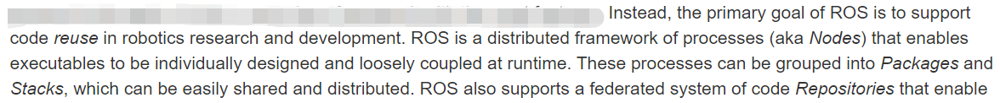 Instead, the primary goal of ROS is to support
code reuse in robotics research and development. ROS is a distributed framework of processes (aka Nodes) that enables
executables to be individually designed and loosely coupled at runtime. These processes can be grouped into Packages and
Stacks, which can be easily shared and distributed. ROS also supports a federated system of code Repositories that enable